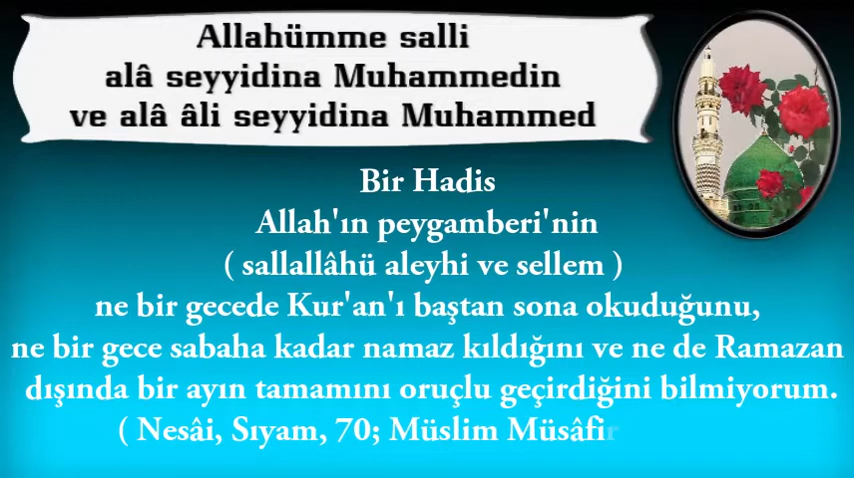 Allahümme salli
alâ seyyidina Muhammedin
ve alâ âli seyyidina Muhammed
Bir Hadis
Allah'ın peygamberi'nin
( sallallâhü aleyhi ve sellem )
ne bir gecede Kur'an'ı baştan sona okuduğunu,
ne bir gece sabaha kadar namaz kıldığını ve ne de Ramazan
dışında bir ayın tamamını oruçlu geçirdiğini bilmiyorum.
( Nesâi, Sıyam, 70; Müslim Müsâfir